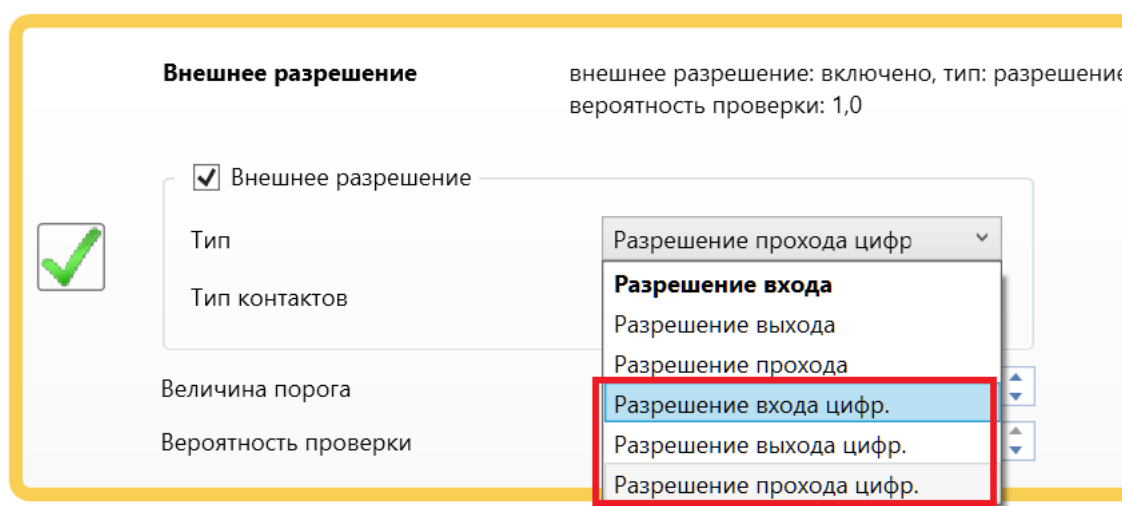 Внешнее разрешение
внешнее разрешение: включено, тип: разрешение
вероятность проверки: 1,0
Внешнее разрешение
Тип
Разрешение прохода цифр
Разрешение входа
Тип контактов
Разрешение выхода
Разрешение прохода
Величина порога
Разрешение входа цифр.
Вероятность проверки
Разрешение выхода цифр.
Разрешение прохода цифр.